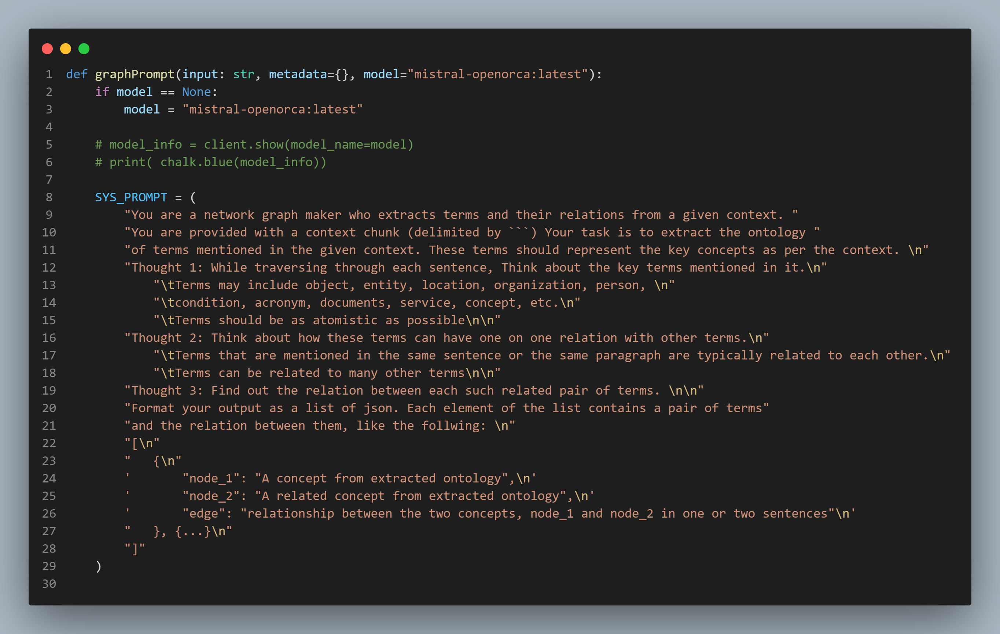 1 def graphPrompt(input: str, metadata={}, model="mistral-openorca:latest"):
2     if model == None:
3         model = "mistral-openorca:latest"
4
5     # model_info = client.show(model_name=model)
6     # print( chalk.blue(model_info))
7
8     SYS_PROMPT = (
9         "You are a network graph maker who extracts terms and their relations from a given context. "
10         "You are provided with a context chunk (delimited by ```) Your task is to extract the ontology "
11         "of terms mentioned in the given context. These terms should represent the key concepts as per the context. \n"
12         "Thought 1: While traversing through each sentence, Think about the key terms mentioned in it.\n"
13             "\tTerms may include object, entity, location, organization, person, \n"
14             "\tcondition, acronym, documents, service, concept, etc.\n"
15             "\tTerms should be as atomistic as possible\n\n"
16         "Thought 2: Think about how these terms can have one on one relation with other terms.\n"
17             "\tTerms that are mentioned in the same sentence or the same paragraph are typically related to each other.\n"
18             "\tTerms can be related to many other terms\n\n"
19         "Thought 3: Find out the relation between each such related pair of terms. \n\n"
20         "Format your output as a list of json. Each element of the list contains a pair of terms"
21         "and the relation between them, like the follwing: \n"
22         "[\n"
23         "   {\n"
24         '       "node_1": "A concept from extracted ontology",\n'
25         '       "node_2": "A related concept from extracted ontology",\n'
26         '       "edge": "relationship between the two concepts, node_1 and node_2 in one or two sentences"\n'
27         "   }, {...}\n"
28         "]"
29     )
30